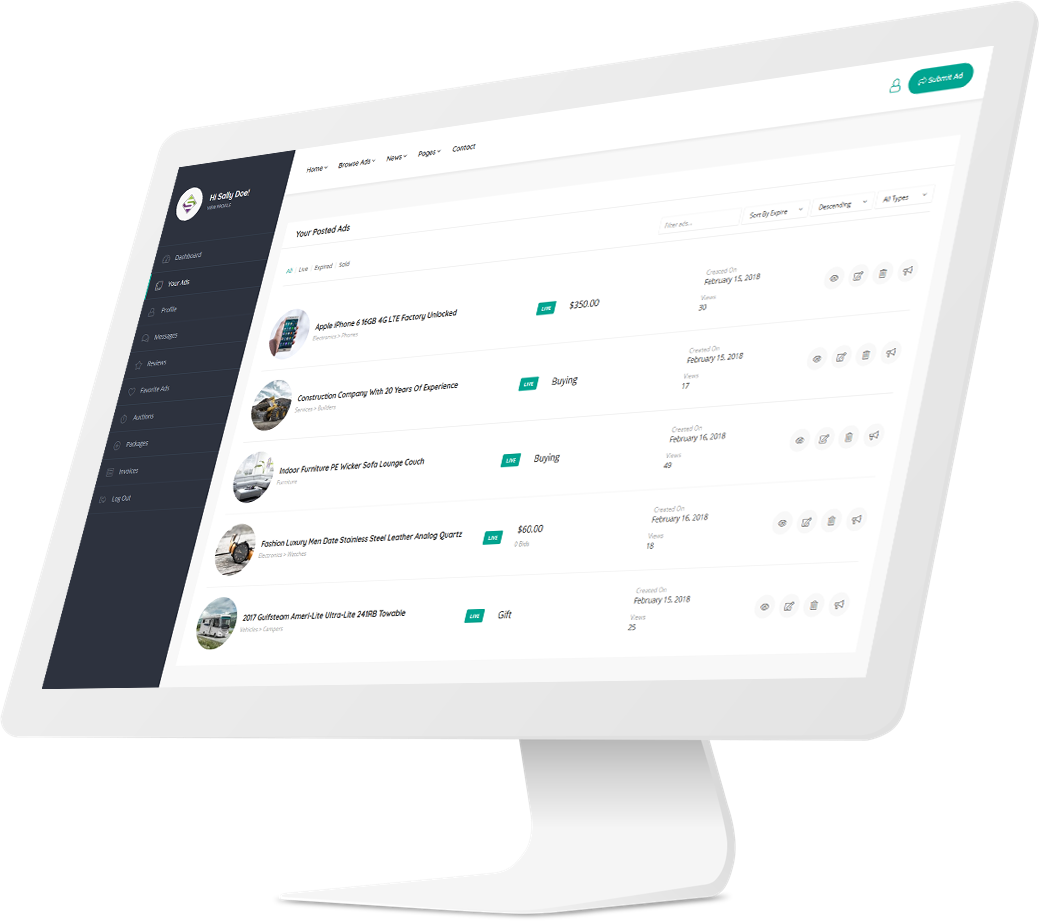 Submit Ad
Home
Browse Ads
News
Pages
Contact
Hi Sally Doe!
VIEW PROFILE
Dashboard
Your Ads
Profile
Messages
Reviews
Favorite Ads
Auctions
Packages
Invoices
Log Out
Your Posted Ads
Filter ads...
Sort By Expire
Descending
All Types
All Live Expired Sold
Apple iPhone 6 16GB 4G LTE Factory Unlocked
Electronics > Phones
LIVE
$350.00
Created On
February 15, 2018
Views
30
Construction Company With 20 Years Of Experience
Services > Builders
LIVE
Buying
Created On
February 15, 2018
Views
17
Indoor Furniture PE Wicker Sofa Lounge Couch
Furniture
LIVE
Buying
Created On
February 16, 2018
Views
49
Fashion Luxury Men Date Stainless Steel Leather Analog Quartz
Electronics > Watches
LIVE
$60.00
0 Bids
Created On
February 16, 2018
Views
18
2017 Gulfsteam Ameri-Lite Ultra-Lite 241RB Towable
Vehicles > Campers
LIVE
Gift
Created On
February 15, 2018
Views
25